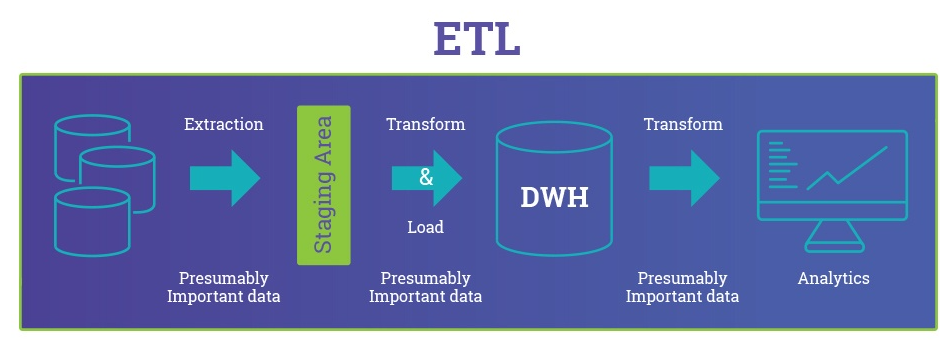 ETL
Extraction
Presumably
Important data
Staging Area
Transform
&
Load
Presumably
Important data
DWH
Transform
Presumably
Important data
Analytics